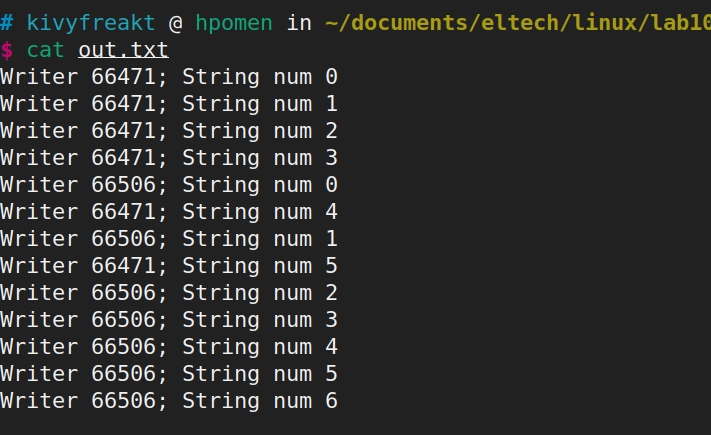 # kivyfreakt @ hpomen in ~/documents/eltech/linux/lab10
$ cat out.txt
Writer 66471; String num 0
Writer 66471; String num 1
Writer 66471; String num 2
Writer 66471; String num 3
Writer 66506; String num 0
Writer 66471; String num 4
Writer 66506; String num 1
Writer 66471; String num 5
Writer 66506; String num 2
Writer 66506; String num 3
Writer 66506; String num 4
Writer 66506; String num 5
Writer 66506; String num 6